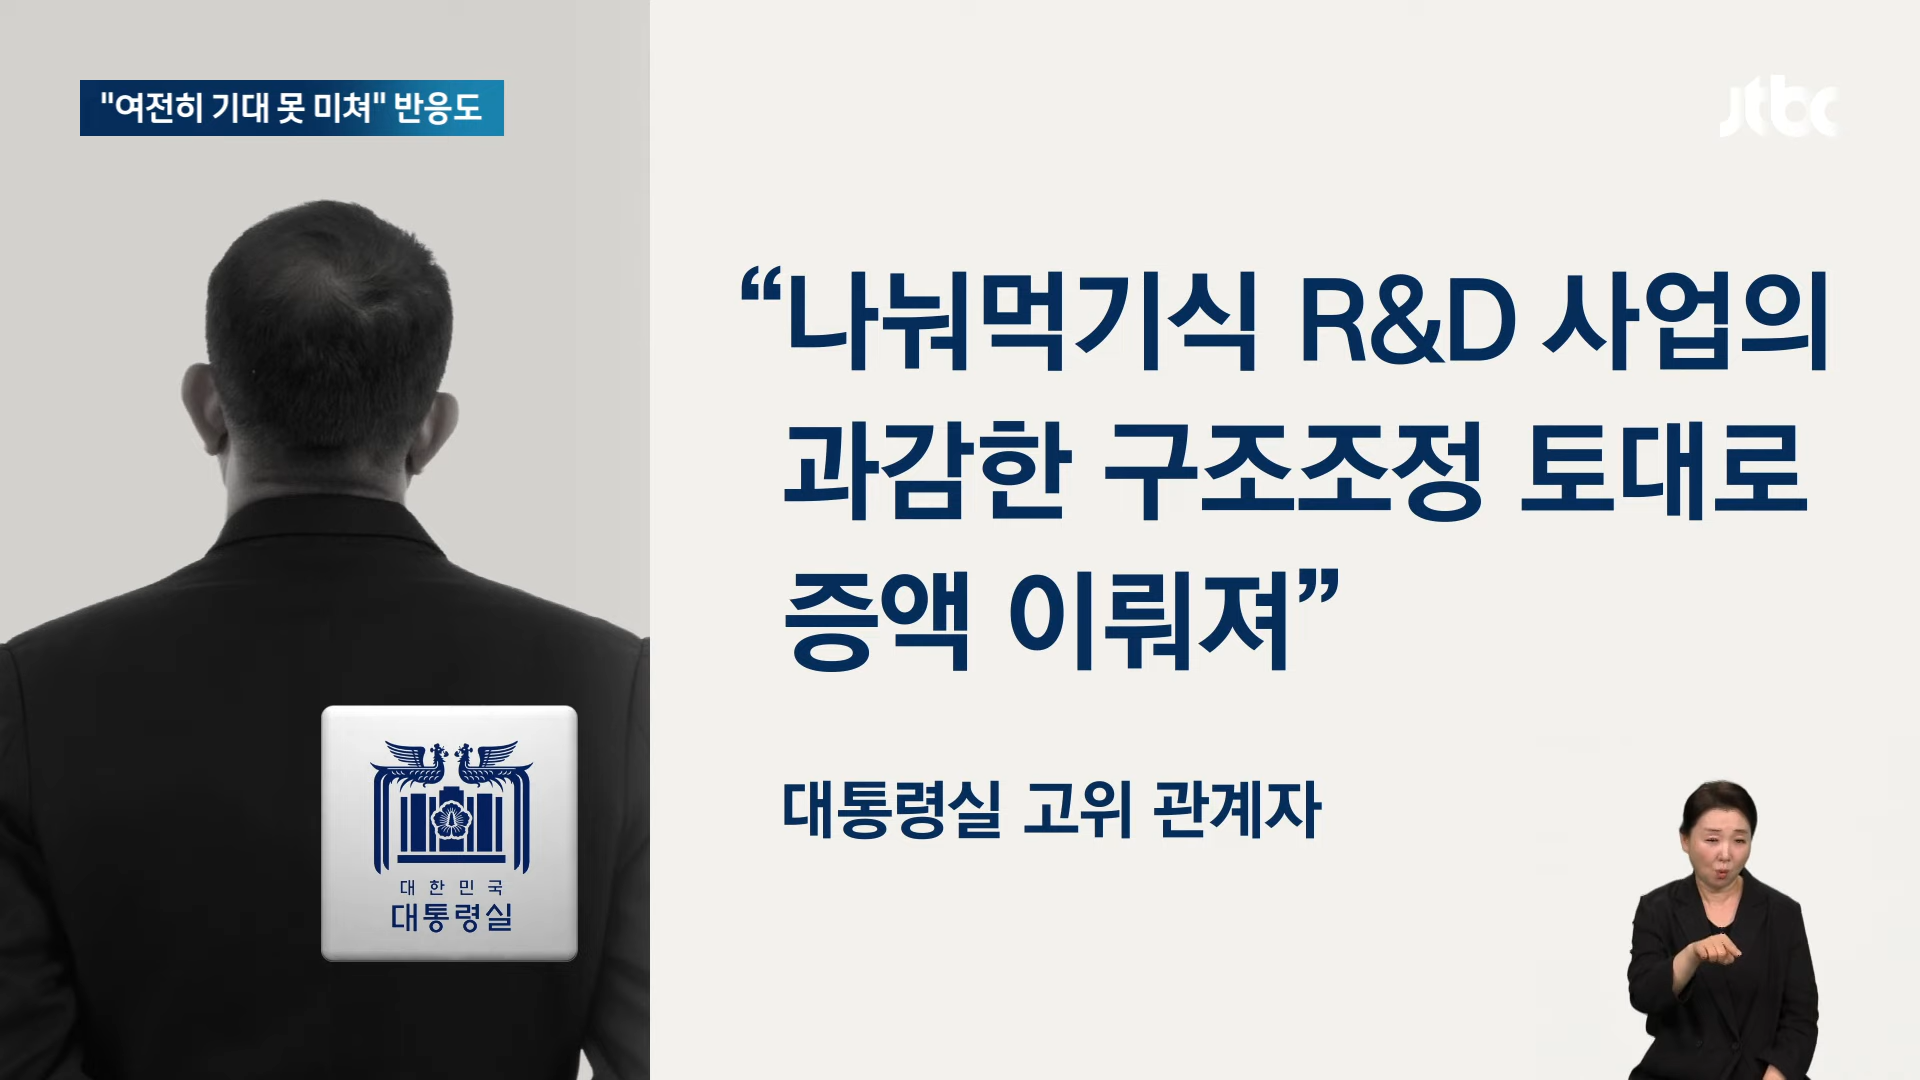 "여전히 기대 못 미쳐" 반응도
jtbc
“나눠먹기식 R&D 사업의
과감한 구조조정 토대로
증액 이뤄져”
대통령실 고위 관계자
대한민국
대통령실